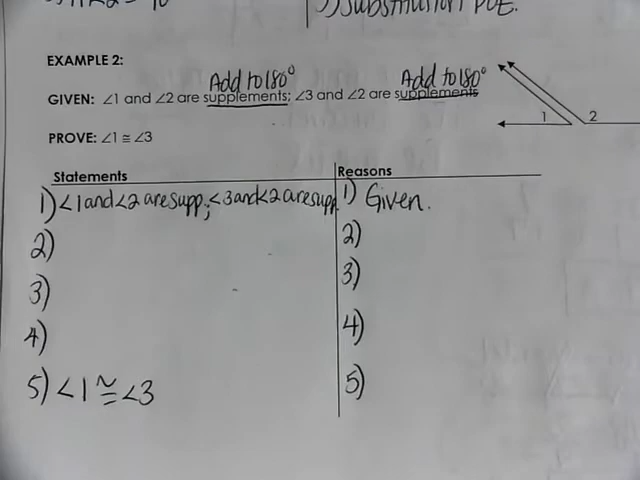 3) Substitution POE.
EXAMPLE 2:
Add to 180° Add to 180°
GIVEN: ∠1 and ∠2 are supplements; ∠3 and ∠2 are supplements
PROVE: ∠1 ≅ ∠3
1 2
Statements Reasons
1) ∠1 and ∠2 are supp.; ∠3 and ∠2 are supp. 1) Given.
2) 2)
3) 3)
4) 4)
5) ∠1 ≅ ∠3 5)